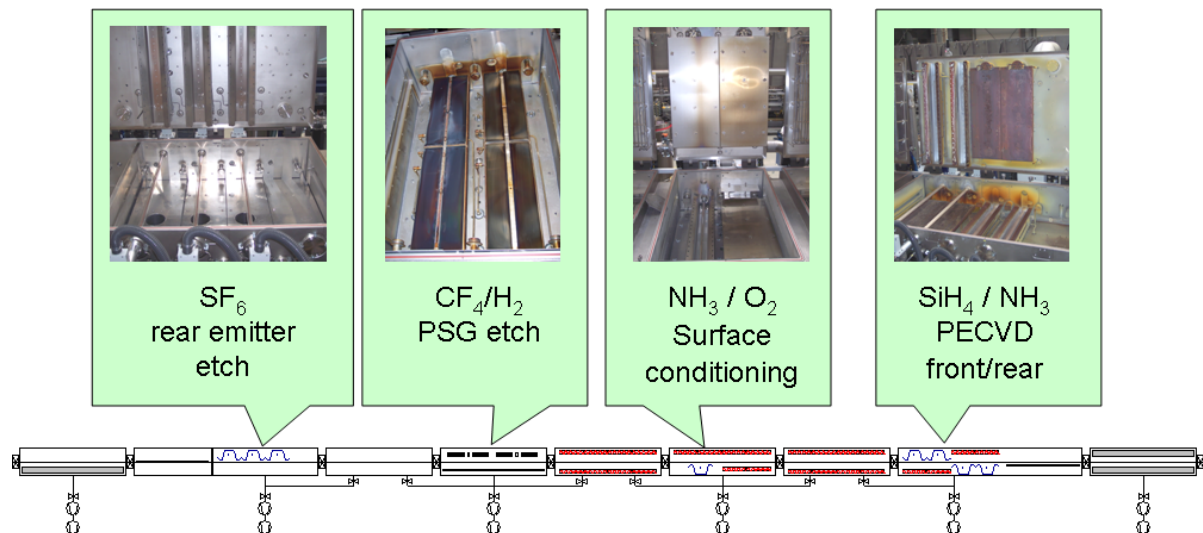 SF₆
rear emitter
etch
CF₄/H₂
PSG etch
NH₃ / O₂
Surface
conditioning
SiH₄ / NH₃
PECVD
front/rear